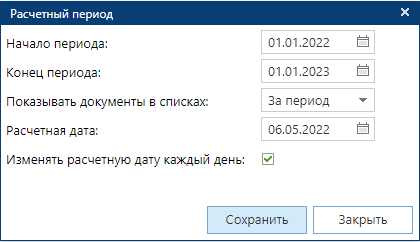 Расчетный период
Начало периода: 01.01.2022
Конец периода: 01.01.2023
Показывать документы в списках: За период
Расчетная дата: 06.05.2022
Изменять расчетную дату каждый день:
Сохранить Закрыть